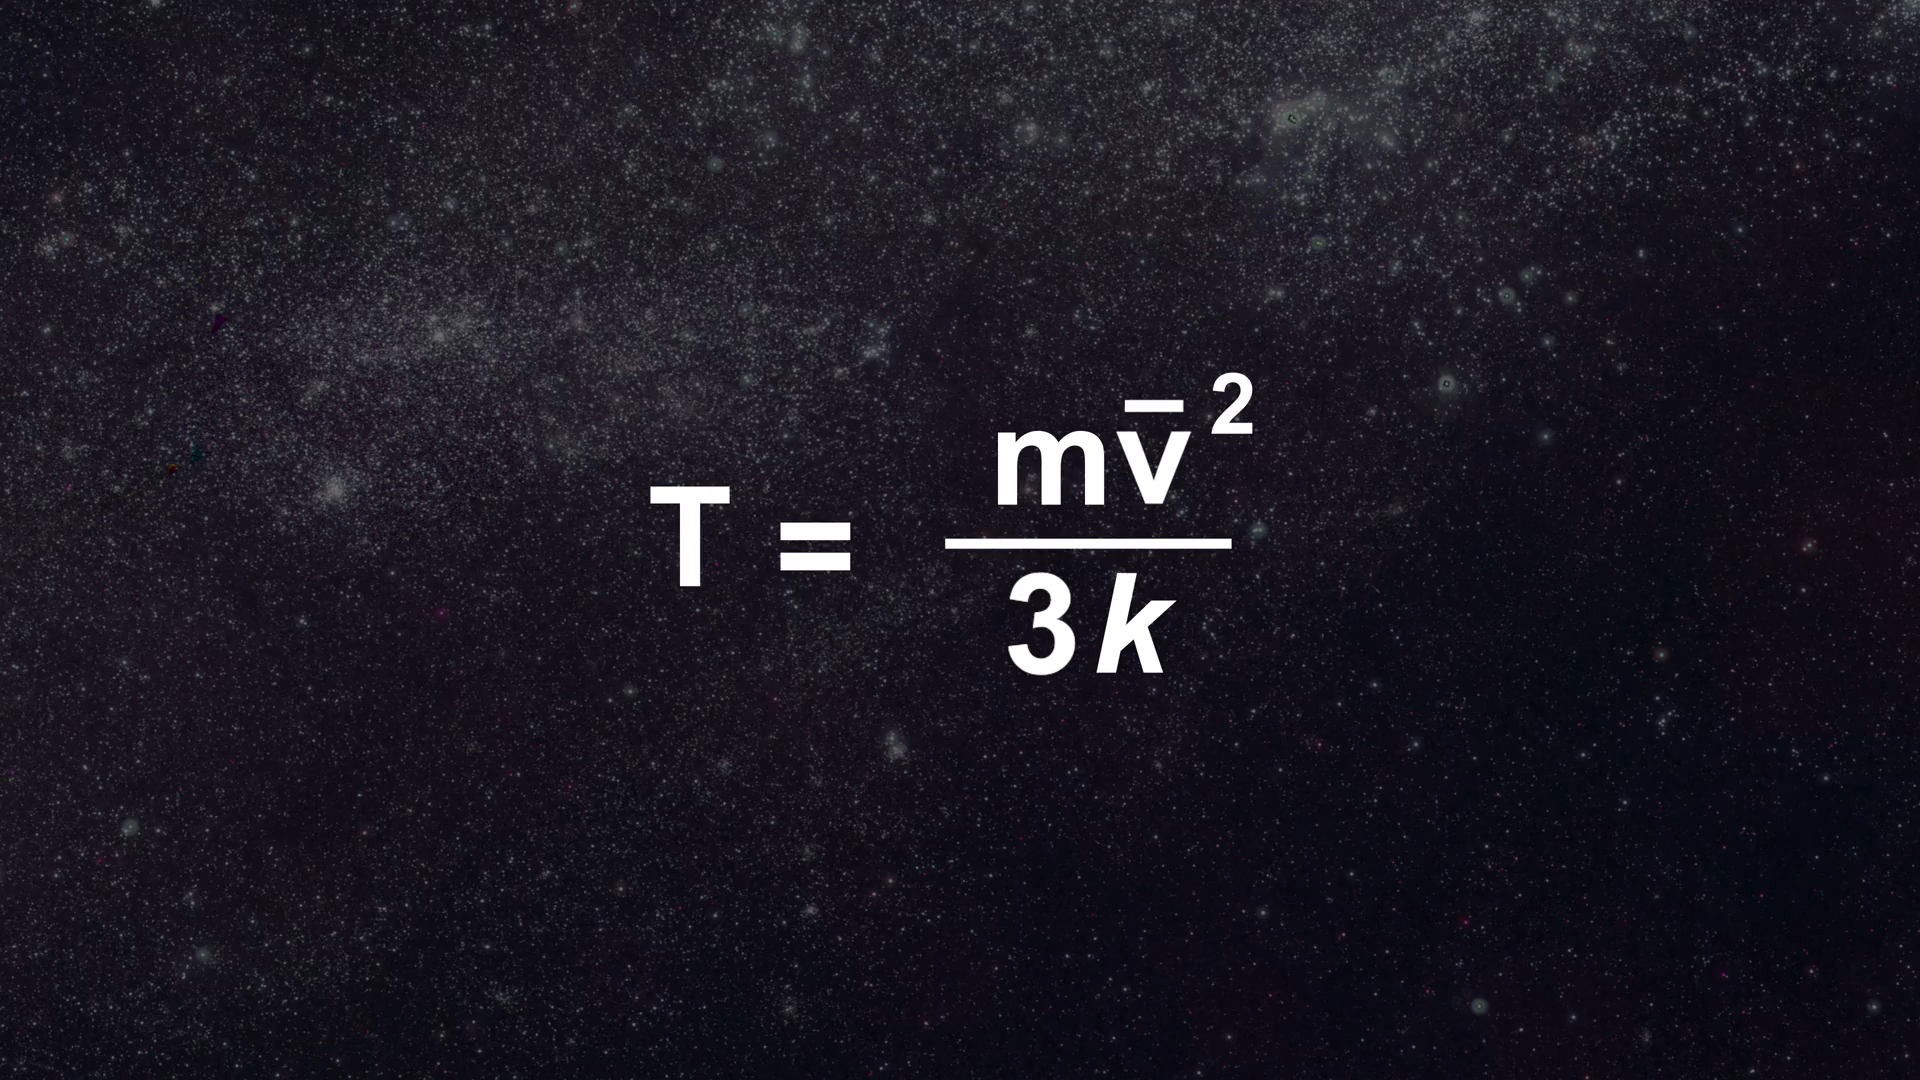 T = mv̄²
3k